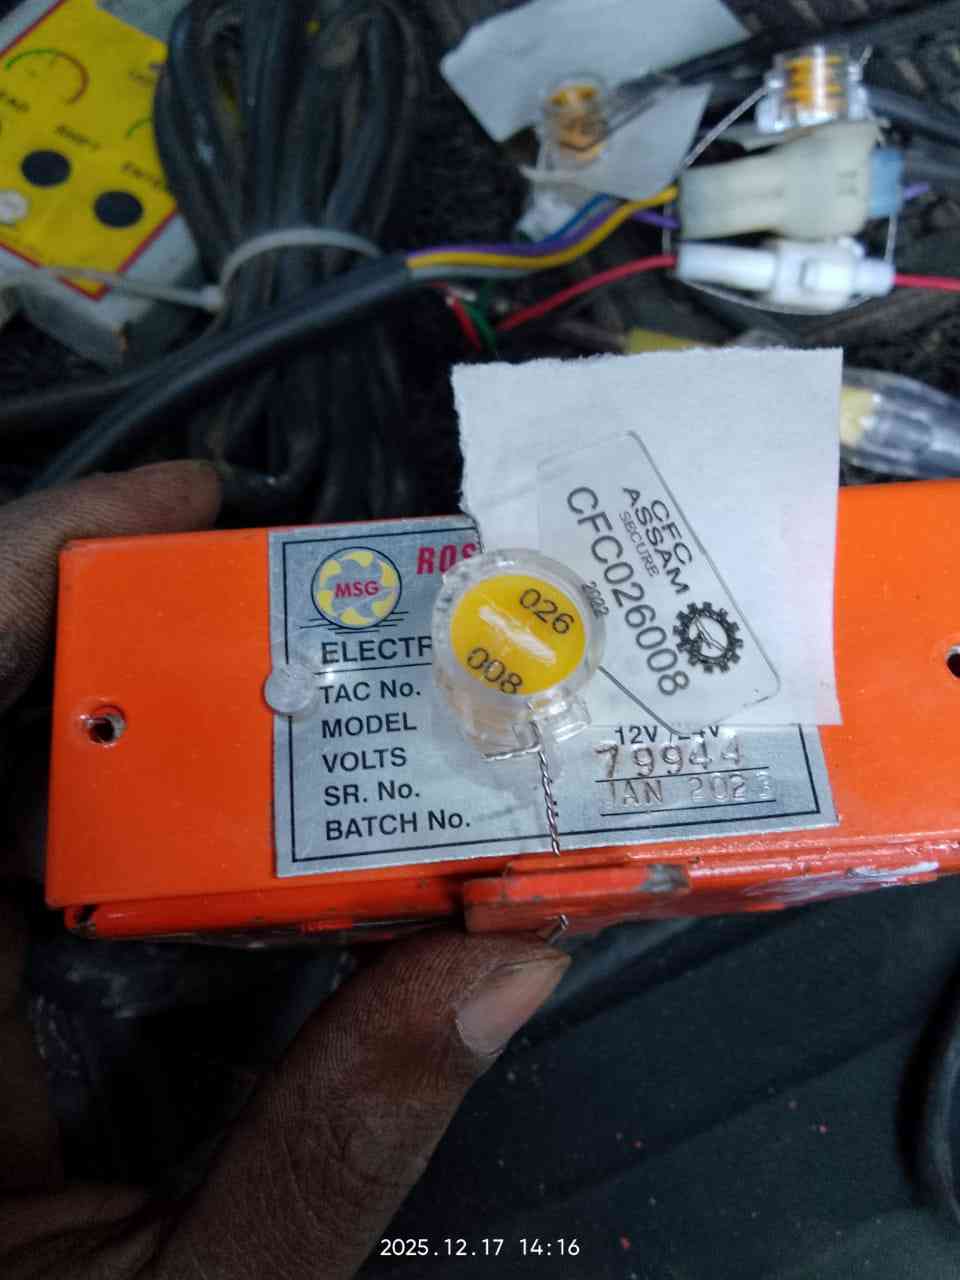 MSG
ROS
ELECTR
TAC No.
MODEL
VOLTS
SR. No. 79944
BATCH No. JAN 2023
026
008
CFC
ASSAM
SECURE
CFC026008
2022
12V
2025.12.17 14:16